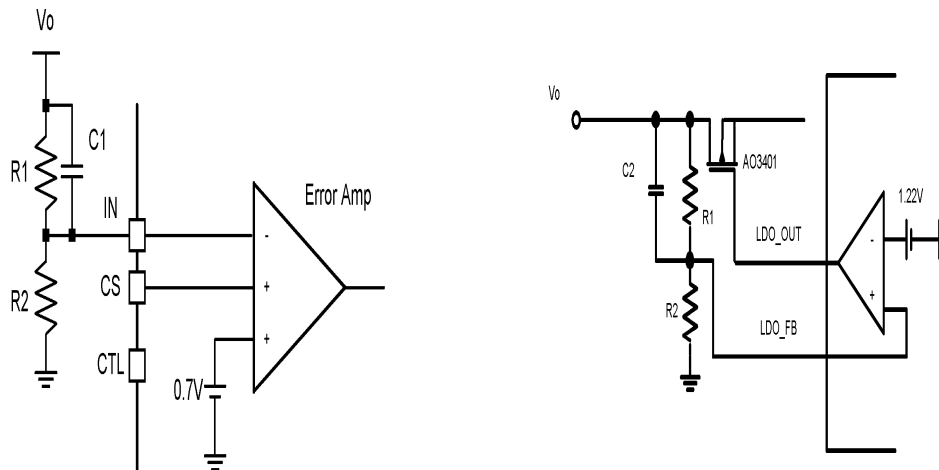 Vo
C1
R1
IN
Error Amp
-
CS
R2
+
CTL
+
0.7V
Vo
C2
AO3401
R1
1.22V
LDO_OUT
-
R2
+
LDO_FB